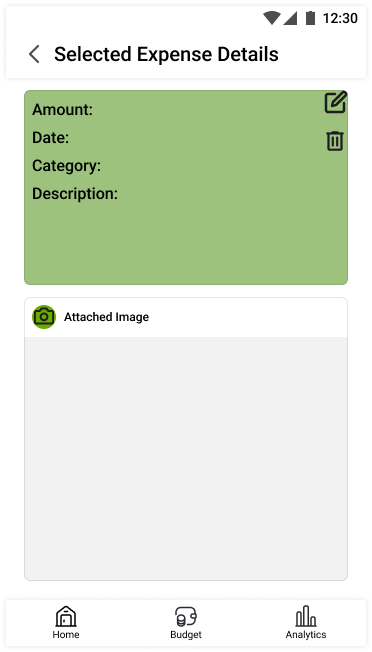 12:30
Selected Expense Details
Amount:
Date:
Category:
Description:
Attached Image
Home
Budget
Analytics